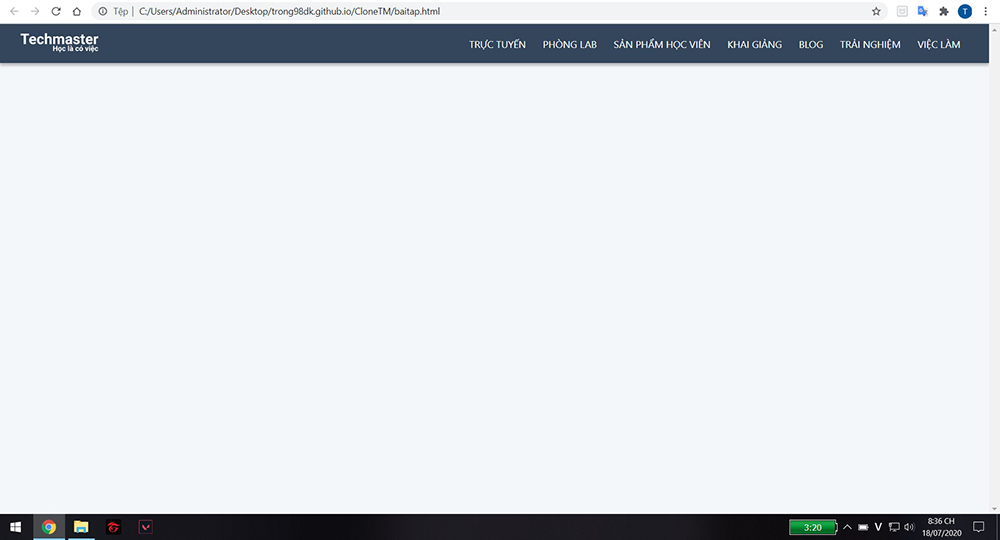 Tệp | C:/Users/Administrator/Desktop/trong98dk.github.io/CloneTM/baitap.html T
Techmaster
Học là có việc
TRỰC TUYẾN PHÒNG LAB SẢN PHẨM HỌC VIÊN KHAI GIẢNG BLOG TRẢI NGHIỆM VIỆC LÀM
3:20 V 8:36 CH
18/07/2020